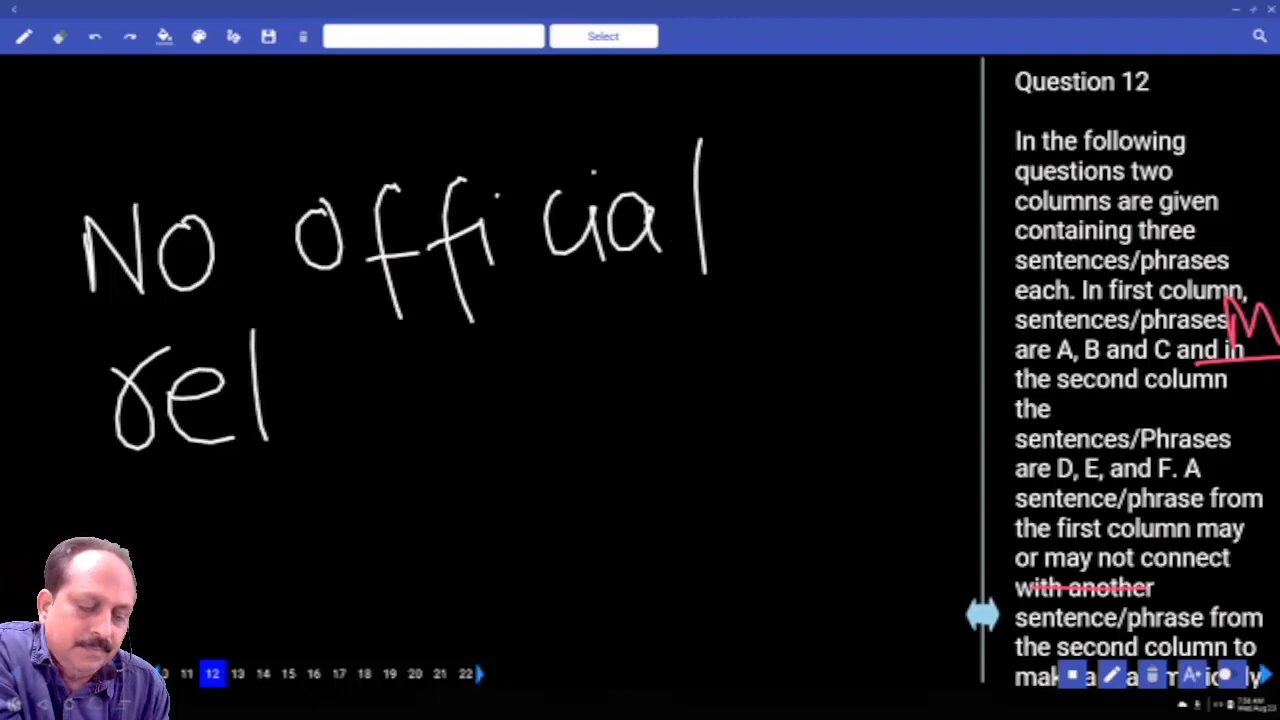 Select
Question 12
In the following
questions two
columns are given
containing three
sentences/phrases
each. In first column,
sentences/phrases
are A, B and C and in
the second column
the
sentences/Phrases
are D, E, and F. A
sentence/phrase from
the first column may
or may not connect
with another
sentence/phrase from
the second column to
M
NO official
rel
11 12 13 14 15 16 17 18 19 20 21 22
A+